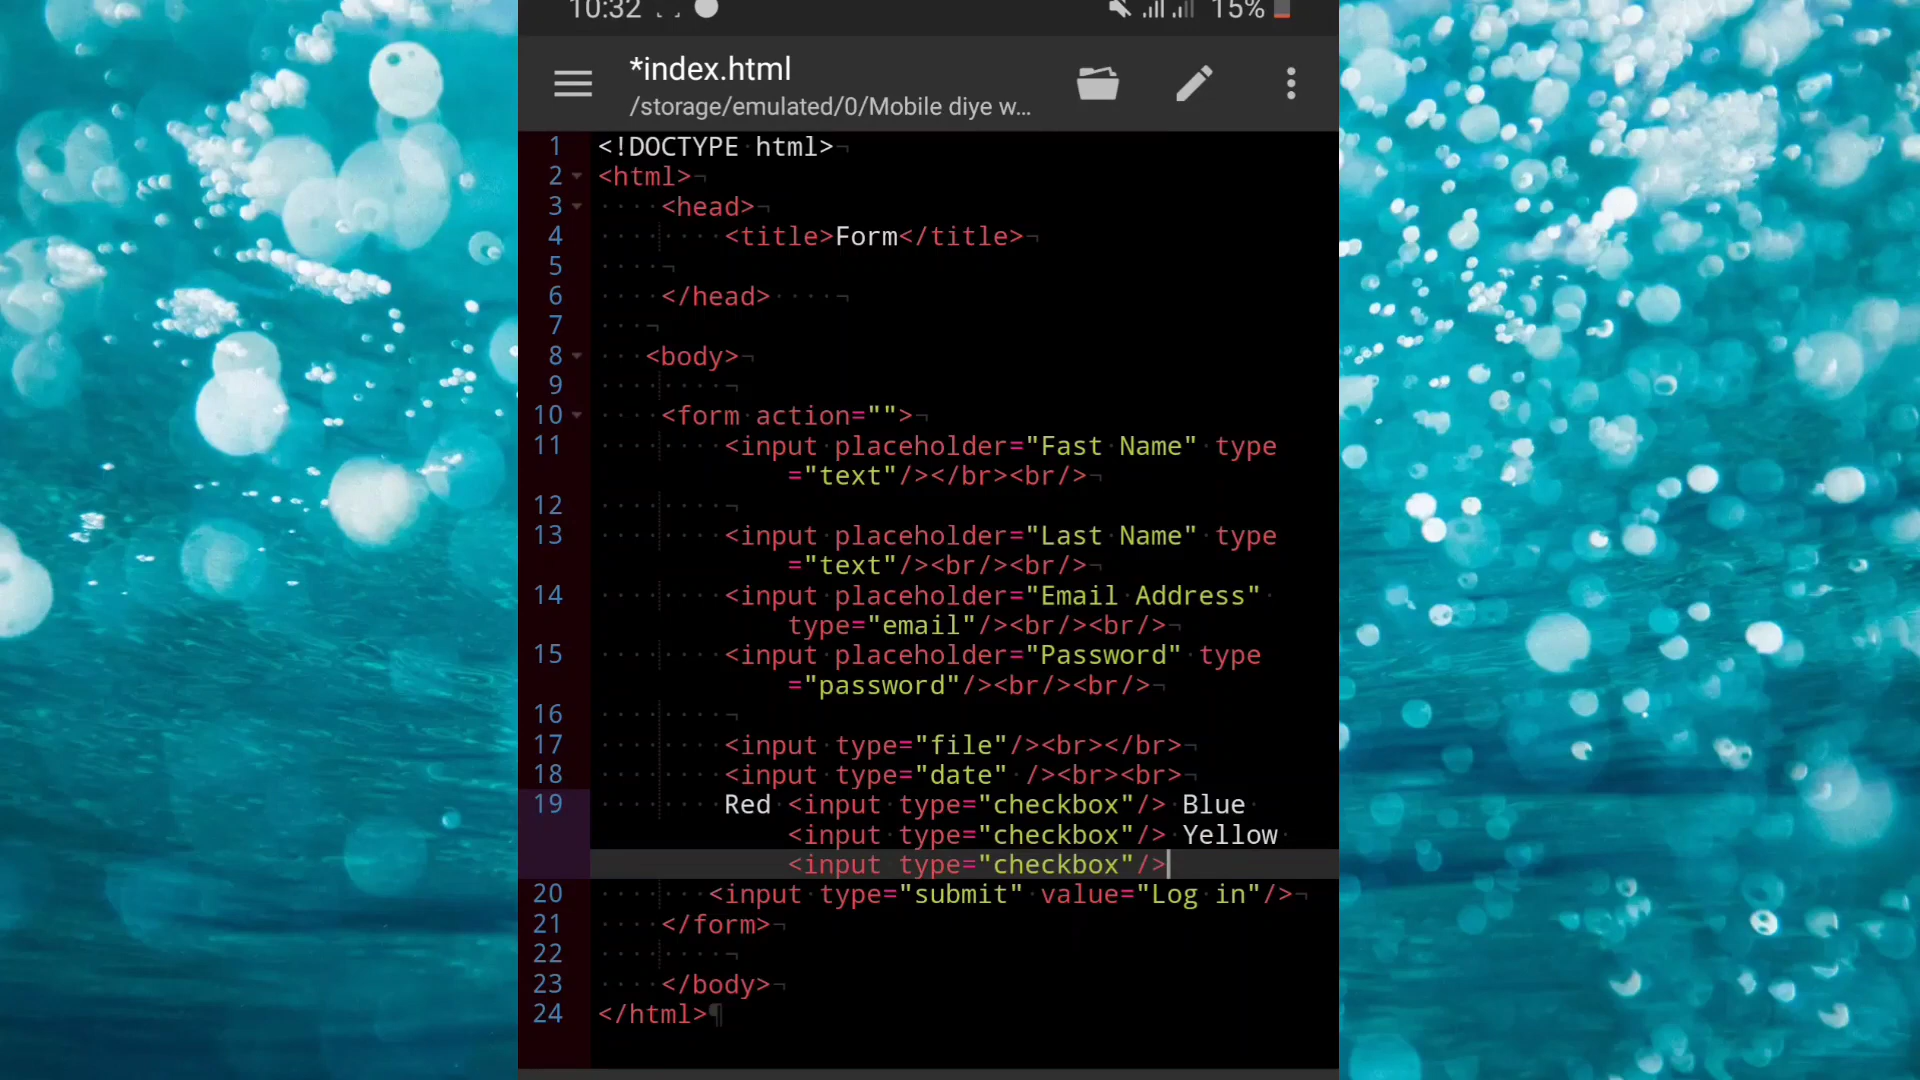 10:32 15%
*index.html
/storage/emulated/0/Mobile diye w...
1 <!DOCTYPE html>
2 <html>
3 <head>
4 <title>Form</title>
5
6 </head>
7
8 <body>
9
10 <form action="">
11 <input placeholder="Fast Name" type
="text"/></br><br/>
12
13 <input placeholder="Last Name" type
="text"/><br/><br/>
14 <input placeholder="Email Address"
type="email"/><br/><br/>
15 <input placeholder="Password" type
="password"/><br/><br/>
16
17 <input type="file"/><br></br>
18 <input type="date" /><br><br>
19 Red <input type="checkbox"/> Blue
<input type="checkbox"/> Yellow
<input type="checkbox"/>
20 <input type="submit" value="Log in"/>
21 </form>
22
23 </body>
24 </html>